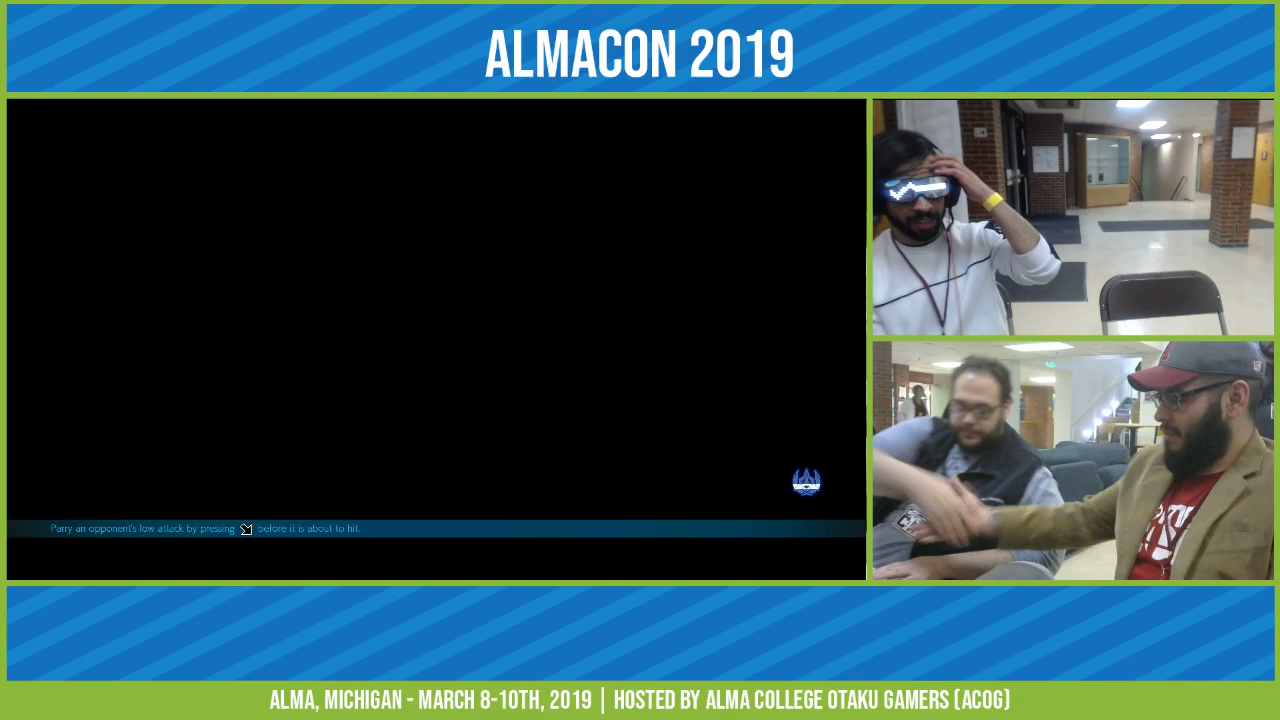 ALMACON 2019
Parry an opponent's low attack by pressing before it is about to hit.
ALMA, MICHIGAN - MARCH 8-10TH, 2019 | HOSTED BY ALMA COLLEGE OTAKU GAMERS (ACOG)